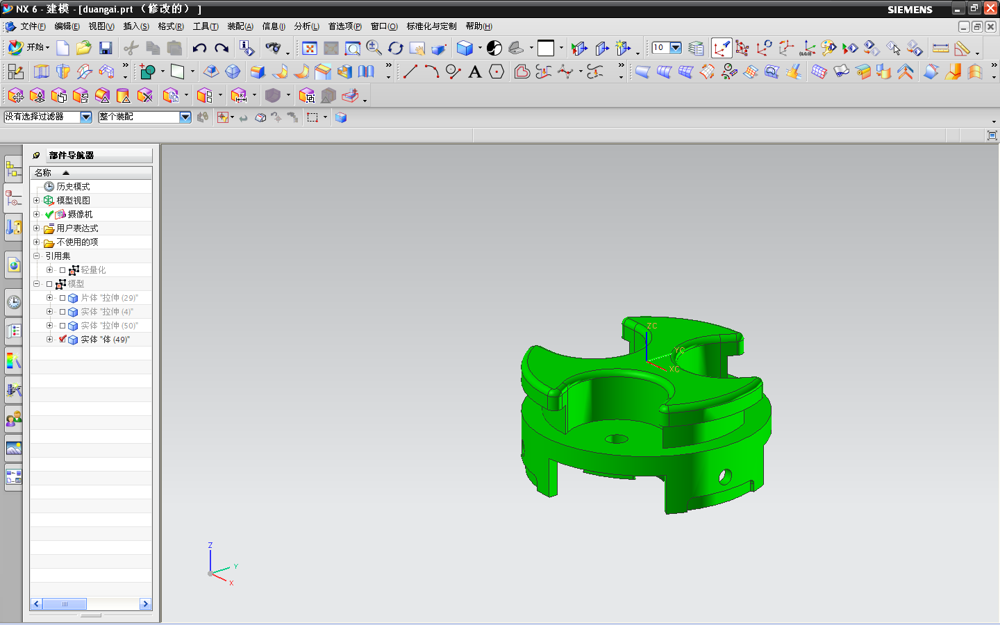 NX 6 - 建模 - [duangai.prt （修改的） ]
SIEMENS
文件(F) 编辑(E) 视图(V) 插入(S) 格式(R) 工具(T) 装配(A) 信息(I) 分析(L) 首选项(P) 窗口(O) 标准化与定制 帮助(H)
开始 10
没有选择过滤器 整个装配
部件导航器
名称
历史模式
模型视图
摄像机
用户表达式
不使用的项
引用集
轻量化
模型
片体 "拉伸 (29)"
实体 "拉伸 (4)"
实体 "拉伸 (50)"
实体 "体 (49)"
ZC
YC
XC
Z
Y
X